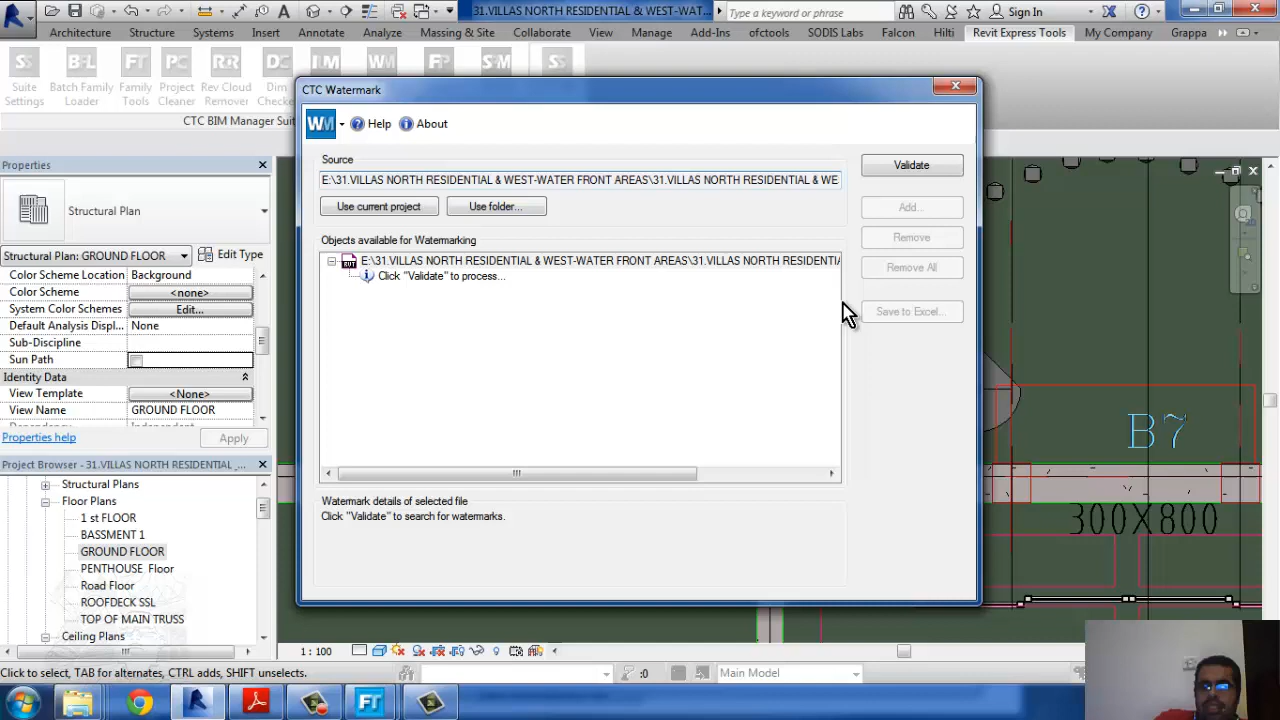 31.VILLAS NORTH RESIDENTIAL & WEST-WAT...
Type a keyword or phrase
Sign In
Architecture Structure Systems Insert Annotate Analyze Massing & Site Collaborate View Manage Add-Ins ofctools SODIS Labs Falcon Hilti Revit Express Tools My Company Grappa
Suite Settings
Batch Family Loader
Family Tools
Project Cleaner
Rev Cloud Remover
Dim Checke
CTC BIM Manager Suit
CTC Watermark
WM Help About
Source
E:\31.VILLAS NORTH RESIDENTIAL & WEST-WATER FRONT AREAS\31.VILLAS NORTH RESIDENTIAL & WE
Use current project Use folder...
Objects available for Watermarking
E:\31.VILLAS NORTH RESIDENTIAL & WEST-WATER FRONT AREAS\31.VILLAS NORTH RESIDENTIA
Click "Validate" to process...
Watermark details of selected file
Click "Validate" to search for watermarks.
Validate
Add...
Remove
Remove All
Save to Excel...
Properties
Structural Plan
Structural Plan: GROUND FLOOR Edit Type
Color Scheme Location Background
Color Scheme <none>
System Color Schemes Edit...
Default Analysis Displ... None
Sub-Discipline
Sun Path
Identity Data
View Template <None>
View Name GROUND FLOOR
Properties help Apply
Project Browser - 31.VILLAS NORTH RESIDENTIAL _...
Structural Plans
Floor Plans
1 st FLOOR
BASSMENT 1
GROUND FLOOR
PENTHOUSE Floor
Road Floor
ROOFDECK SSL
TOP OF MAIN TRUSS
Ceiling Plans
B7
300X800
1 : 100
Click to select, TAB for alternates, CTRL adds, SHIFT unselects.
:0
Main Model
FT